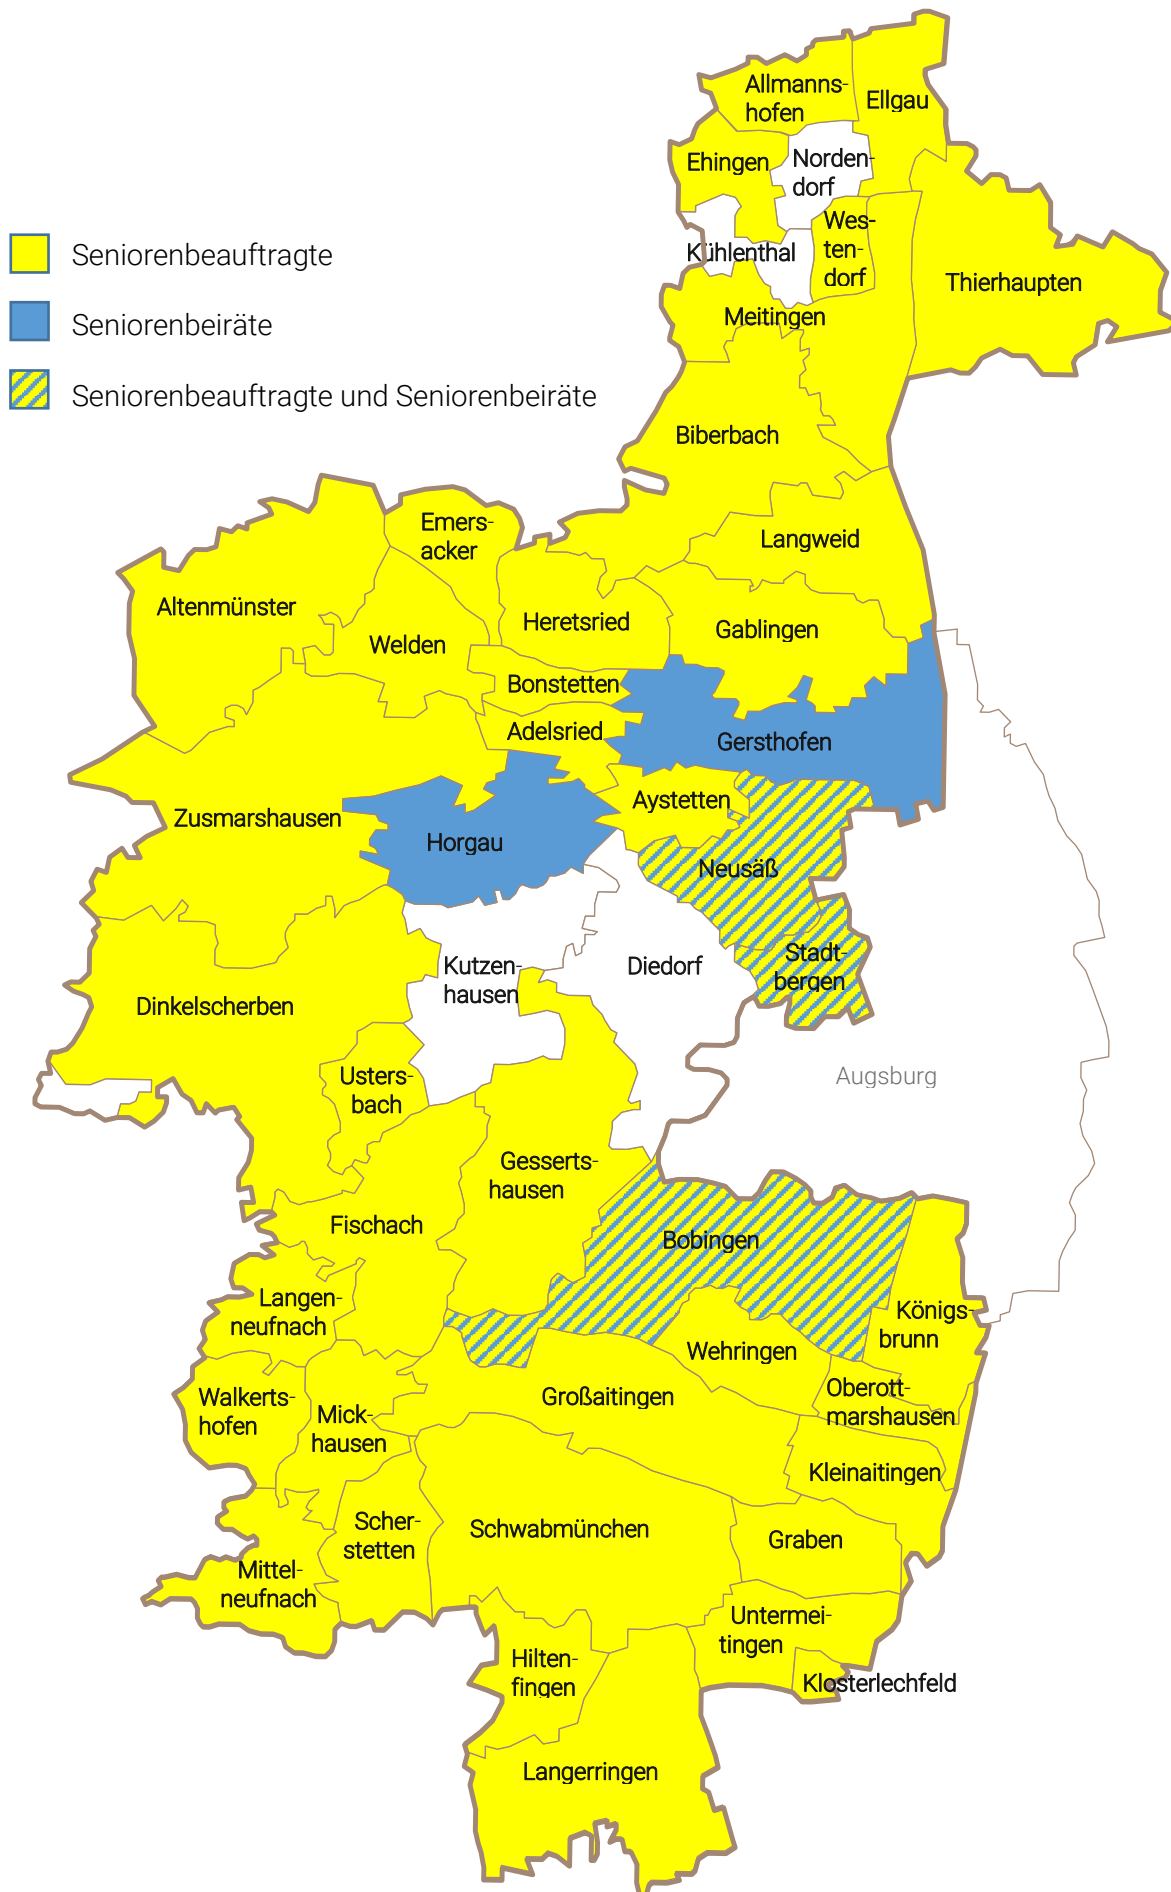 Allmanns-
hofen
Ellgau
Ehingen
Norden-
dorf
Wes-
ten-
dorf
Kühlenthal
Thierhaupten
Meitingen
Seniorenbeauftragte
Seniorenbeiräte
Seniorenbeauftragte und Seniorenbeiräte
Biberbach
Emers-
acker
Langweid
Altenmünster
Heretsried
Gablingen
Welden
Bonstetten
Adelsried
Gersthofen
Aystetten
Zusmarshausen
Horgau
Neusäß
Stadt-
bergen
Kutzen-
hausen
Diedorf
Dinkelscherben
Usters-
bach
Augsburg
Gesserts-
hausen
Fischach
Bobingen
Langen-
neufnach
Königs-
brunn
Wehringen
Walkerts-
hofen
Mick-
hausen
Großaitingen
Oberott-
marshausen
Kleinaitingen
Scher-
stetten
Schwabmünchen
Graben
Mittel-
neufnach
Untermei-
tingen
Hilten-
fingen
Klosterlechfeld
Langerringen